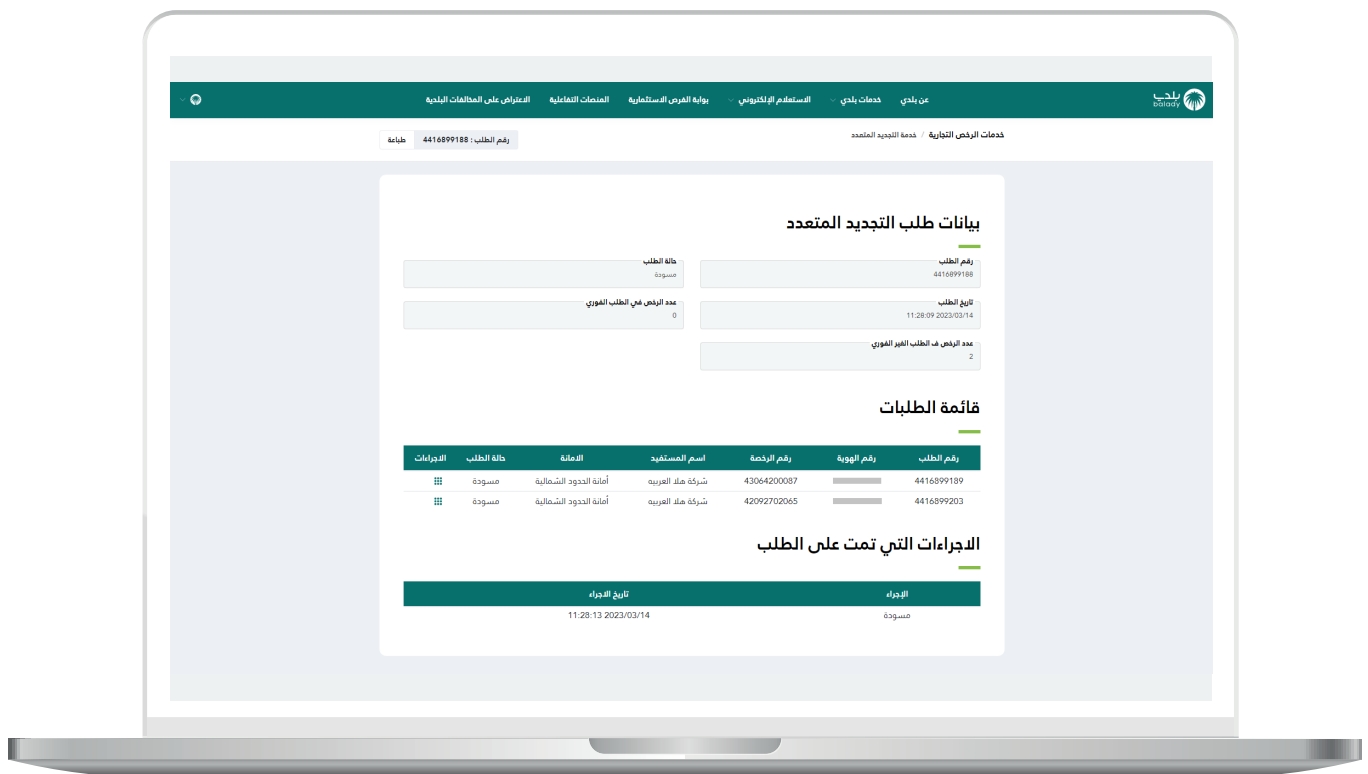 بلدي
balady
عن بلدي خدمات بلدي الاستعلام الإلكتروني بوابة الفرص الاستثمارية المنصات التفاعلية الاعتراض على المخالفات البلدية
خدمات الرخص التجارية / خدمة التجديد المتعدد
رقم الطلب : 4416899188 طباعة
بيانات طلب التجديد المتعدد
رقم الطلب حالة الطلب
4416899188 مسودة
تاريخ الطلب عدد الرخص في الطلب الفوري
11:28:09 2023/03/14 0
عدد الرخص ف الطلب الغير الفوري
2
قائمة الطلبات
رقم الطلب رقم الهوية رقم الرخصة اسم المستفيد الامانة حالة الطلب الاجراءات
4416899189 43064200087 شركة هلا العربيه أمانة الحدود الشمالية مسودة
4416899203 42092702065 شركة هلا العربيه أمانة الحدود الشمالية مسودة
الاجراءات التي تمت على الطلب
الإجراء تاريخ الاجراء
مسودة 11:28:13 2023/03/14